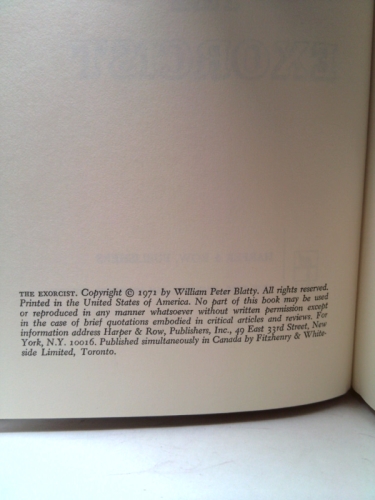 THE EXORCIST. Copyright © 1971 by William Peter Blatty. All rights reserved.
Printed in the United States of America. No part of this book may be used
or reproduced in any manner whatsoever without written permission except
in the case of brief quotations embodied in critical articles and reviews. For
information address Harper & Row, Publishers, Inc., 49 East 33rd Street, New
York, N.Y. 10016. Published simultaneously in Canada by Fitzhenry & White-
side Limited, Toronto.